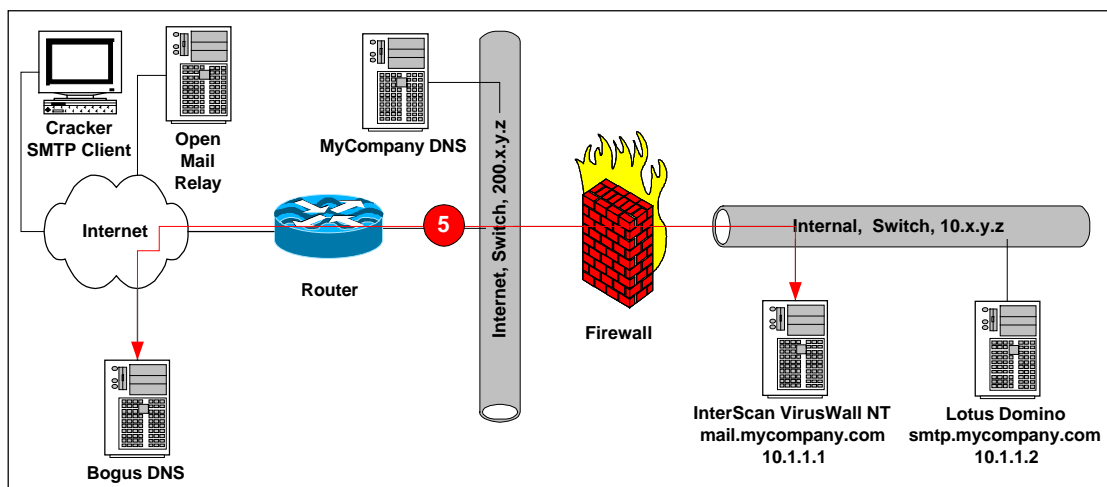 Cracker
SMTP Client
Open
Mail
Relay
MyCompany DNS
Internet, Switch, 200.x.y.z
Internet
Router
5
Firewall
Internal, Switch, 10.x.y.z
Bogus DNS
InterScan VirusWall NT
mail.mycompany.com
10.1.1.1
Lotus Domino
smtp.mycompany.com
10.1.1.2